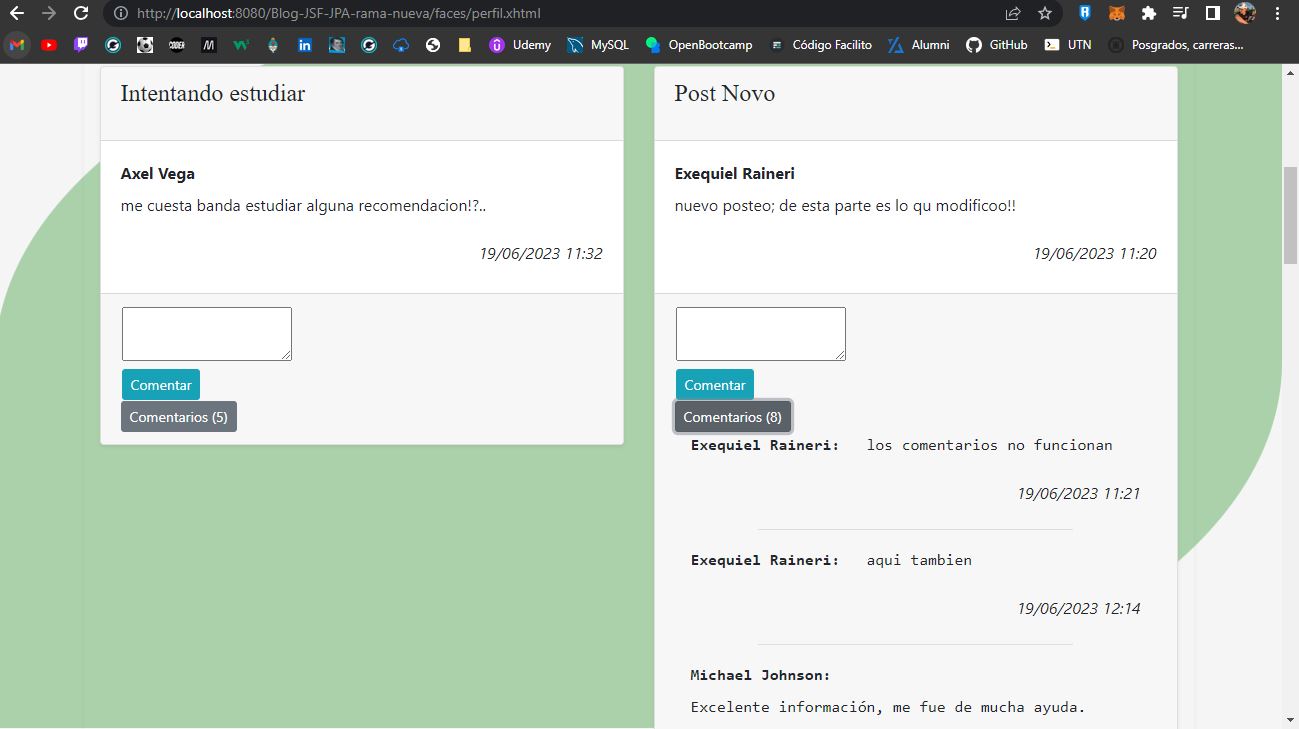 http://localhost:8080/Blog-JSF-JPA-rama-nueva/faces/perfil.xhtml
Udemy MySQL OpenBootcamp Código Facilito Alumni GitHub UTN Posgrados, carreras...
Intentando estudiar
Axel Vega
me cuesta banda estudiar alguna recomendacion!?..
19/06/2023 11:32
Comentar
Comentarios (5)
Post Novo
Exequiel Raineri
nuevo posteo; de esta parte es lo qu modificoo!!
19/06/2023 11:20
Comentar
Comentarios (8)
Exequiel Raineri: los comentarios no funcionan
19/06/2023 11:21
Exequiel Raineri: aqui tambien
19/06/2023 12:14
Michael Johnson:
Excelente información, me fue de mucha ayuda.